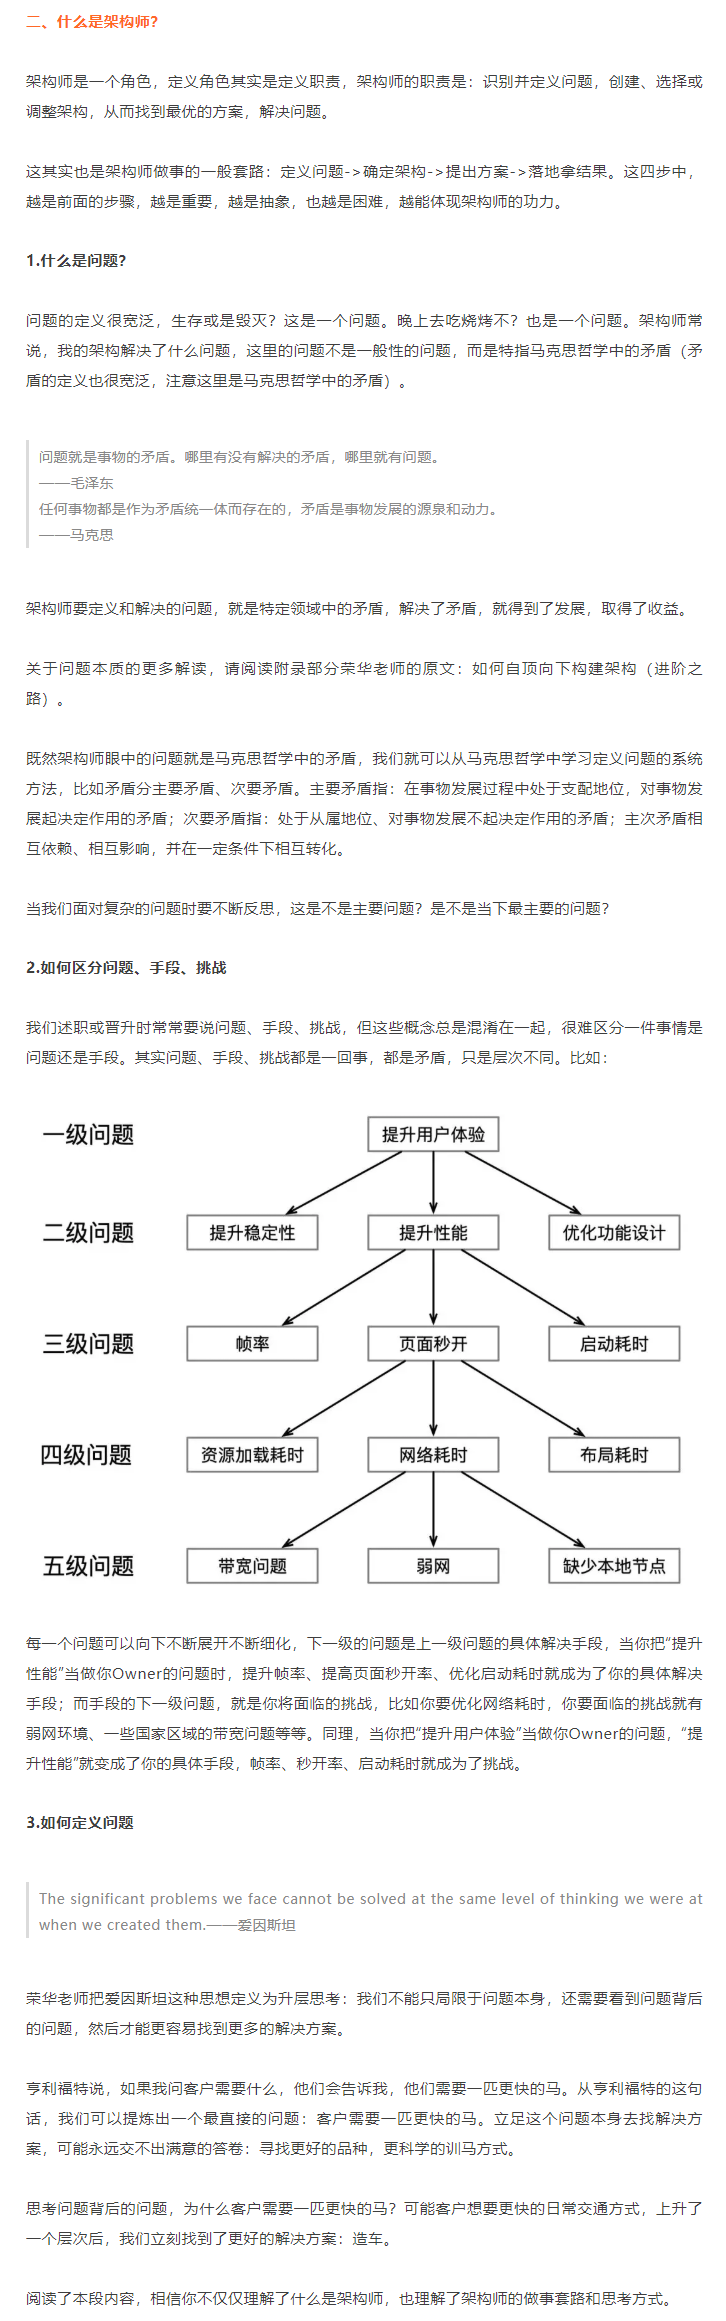 二、什么是架构师？
架构师是一个角色，定义角色其实是定义职责，架构师的职责是：识别并定义问题，创建、选择或
调整架构，从而找到最优的方案，解决问题。
这其实也是架构师做事的一般套路：定义问题->确定架构->提出方案->落地拿结果。这四步中，
越是前面的步骤，越是重要，越是抽象，也越是困难，越能体现架构师的功力。
1.什么是问题？
问题的定义很宽泛，生存或是毁灭？这是一个问题。晚上去吃烧烤不？也是一个问题。架构师常
说，我的架构解决了什么问题，这里的问题不是一般性的问题，而是特指马克思哲学中的矛盾（矛
盾的定义也很宽泛，注意这里是马克思哲学中的矛盾）。
问题就是事物的矛盾。哪里有没有解决的矛盾，哪里就有问题。
——毛泽东
任何事物都是作为矛盾统一体而存在的，矛盾是事物发展的源泉和动力。
——马克思
架构师要定义和解决的问题，就是特定领域中的矛盾，解决了矛盾，就得到了发展，取得了收益。
关于问题本质的更多解读，请阅读附录部分荣华老师的原文：如何自顶向下构建架构（进阶之
路）。
既然架构师眼中的问题就是马克思哲学中的矛盾，我们就可以从马克思哲学中学习定义问题的系统
方法，比如矛盾分主要矛盾、次要矛盾。主要矛盾指：在事物发展过程中处于支配地位，对事物发
展起决定作用的矛盾；次要矛盾指：处于从属地位、对事物发展不起决定作用的矛盾；主次矛盾相
互依赖、相互影响，并在一定条件下相互转化。
当我们面对复杂的问题时要不断反思，这是不是主要问题？是不是当下最主要的问题？
2.如何区分问题、手段、挑战
我们述职或晋升时常常要说问题、手段、挑战，但这些概念总是混淆在一起，很难区分一件事情是
问题还是手段。其实问题、手段、挑战都是一回事，都是矛盾，只是层次不同。比如：
一级问题 提升用户体验
二级问题 提升稳定性 提升性能 优化功能设计
三级问题 帧率 页面秒开 启动耗时
四级问题 资源加载耗时 网络耗时 布局耗时
五级问题 带宽问题 弱网 缺少本地节点
每一个问题可以向下不断展开不断细化，下一级的问题是上一级问题的具体解决手段，当你把“提升
性能”当做你Owner的问题时，提升帧率、提高页面秒开率、优化启动耗时就成为了你的具体解决
手段；而手段的下一级问题，就是你将面临的挑战，比如你要优化网络耗时，你要面临的挑战就有
弱网环境、一些国家区域的带宽问题等等。同理，当你把“提升用户体验”当做你Owner的问题，“提
升性能”就变成了你的具体手段，帧率、秒开率、启动耗时就成为了挑战。
3.如何定义问题
The significant problems we face cannot be solved at the same level of thinking we were at
when we created them.——爱因斯坦
荣华老师把爱因斯坦这种思想定义为升层思考：我们不能只局限于问题本身，还需要看到问题背后
的问题，然后才能更容易找到更多的解决方案。
亨利福特说，如果我问客户需要什么，他们会告诉我，他们需要一匹更快的马。从亨利福特的这句
话，我们可以提炼出一个最直接的问题：客户需要一匹更快的马。立足这个问题本身去找解决方
案，可能永远交不出满意的答卷：寻找更好的品种，更科学的训马方式。
思考问题背后的问题，为什么客户需要一匹更快的马？可能客户想要更快的日常交通方式，上升了
一个层次后，我们立刻找到了更好的解决方案：造车。
阅读了本段内容，相信你不仅仅理解了什么是架构师，也理解了架构师的做事套路和思考方式。